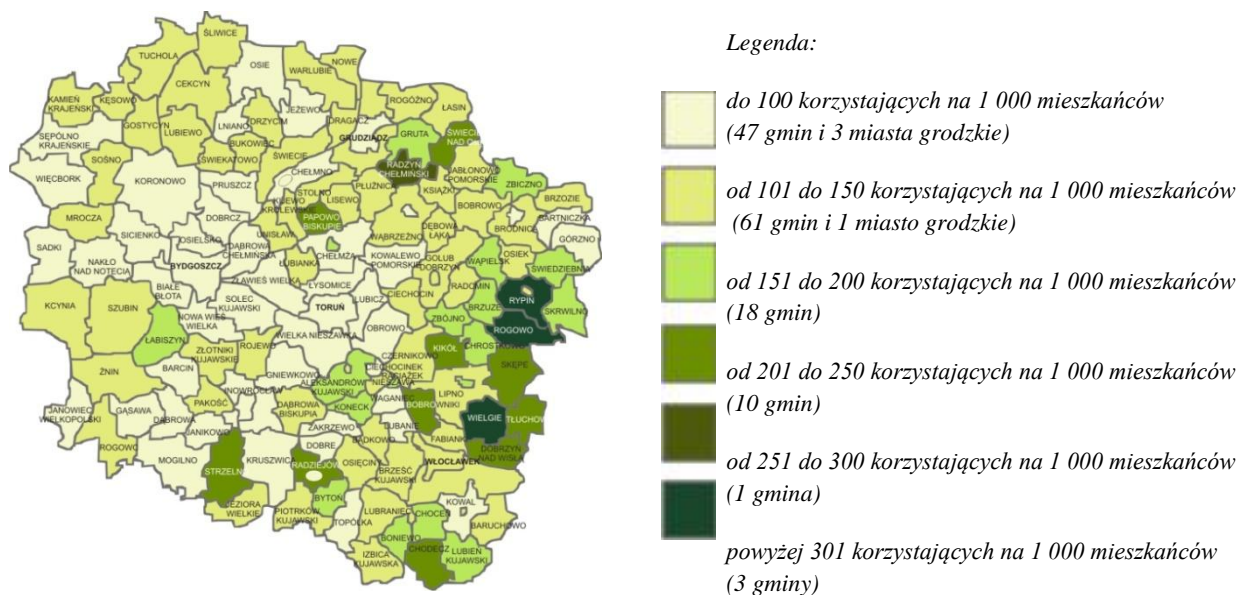 ŚLIWICE
TUCHOLA
OSIE
NOWE
WARLUBIE
CEKCYN
KAMIEŃ
KRAJEŃSKI
KĘSOWO
JEŻEWO
ROGÓŹNO
ŁASIN
GOSTYCYN
LUBIEWO
LNIANO
DRZYCIM
DRAGACZ
SĘPÓLNO
KRAJEŃSKIE
BUKOWIEC
GRUDZIĄDZ
GRUTA
ŚWIECIE
NAD O
SOŚNO
ŚWIEKATOWO
ŚWIECIE
RADZYŃ
CHEŁMIŃSKI
JABŁONOWO
POMORSKIE
WIĘCBORK
KORONOWO
PRUSZCZ
CHEŁMNO
STOLNO
PŁUŻNICA
KSIĄŻKI
ZBICZNO
BRZOZIE
KIJEWO
KRÓLEWSKIE
LISEWO
BOBROWO
MROCZA
DOBRCZ
PAPOWO
BISKUPIE
BARTNICZKA
SADKI
SICIENKO
OSIELSKO
UNISŁAW
WĄBRZEŹNO
DĘBOWA
ŁĄKA
BRODNICA
GÓRZNO
NAKŁO
NAD NOTECIĄ
DĄBROWA
CHEŁMIŃSKA
CHEŁMŻA
KOWALEWO
POMORSKIE
GOLUB
DOBRZYŃ
WĄPIELSK
OSIEK
ŚWIEDZIEBNIA
BYDGOSZCZ
ŁUBIANKA
ZŁAWIEŚ WIELKA
ŁYSOMICE
BIAŁE
BŁOTA
KCYNIA
SZUBIN
SOLEC
KUJAWSKI
TORUŃ
LUBICZ
CIECHOCIN
RADOMIN
RYPIN
NOWA WIEŚ
WIELKA
OBROWO
ZBÓJNO
BRZUZE
SKRWILNO
ROGOWO
ŁABISZYN
ZŁOTNIKI
KUJAWSKIE
ROJEWO
WIELKA NIESZAWKA
KIKÓŁ
CHROSTKOWO
ŻNIN
BARCIN
GNIEWKOWO
CZERNIKOWO
CIECHOCINEK
RACIĄŻEK
SKĘPE
INOWROCŁAW
ALEKSANDRÓW
KUJAWSKI
NIESZAWA
JANOWIEC
WIELKOPOLSKI
GĄSAWA
DĄBROWA
PAKOŚĆ
DĄBROWA
BISKUPIA
KONECK
WAGANIEC
BOBROWNIKI
LIPNO
WIELGIE
TŁUCHOWO
JANIKOWO
ZAKRZEWO
LUBANIE
ROGOWO
MOGILNO
STRZELNO
KRUSZWICA
DOBRE
BĄDKOWO
FABIANKI
DOBRZYŃ
NAD WISŁĄ
RADZIEJÓW
OSIĘCINY
BRZEŚĆ
KUJAWSKI
WŁOCŁAWEK
JEZIORA
WIELKIE
BYTOŃ
PIOTRKÓW
KUJAWSKI
TOPÓLKA
LUBRANIEC
CHOCEŃ
KOWAL
BARUCHOWO
BONIEWO
IZBICA
KUJAWSKA
CHODECZ
LUBIEŃ
KUJAWSKI
Legenda:
do 100 korzystających na 1 000 mieszkańców
(47 gmin i 3 miasta grodzkie)
od 101 do 150 korzystających na 1 000 mieszkańców
(61 gmin i 1 miasto grodzkie)
od 151 do 200 korzystających na 1 000 mieszkańców
(18 gmin)
od 201 do 250 korzystających na 1 000 mieszkańców
(10 gmin)
od 251 do 300 korzystających na 1 000 mieszkańców
(1 gmina)
powyżej 301 korzystających na 1 000 mieszkańców
(3 gminy)